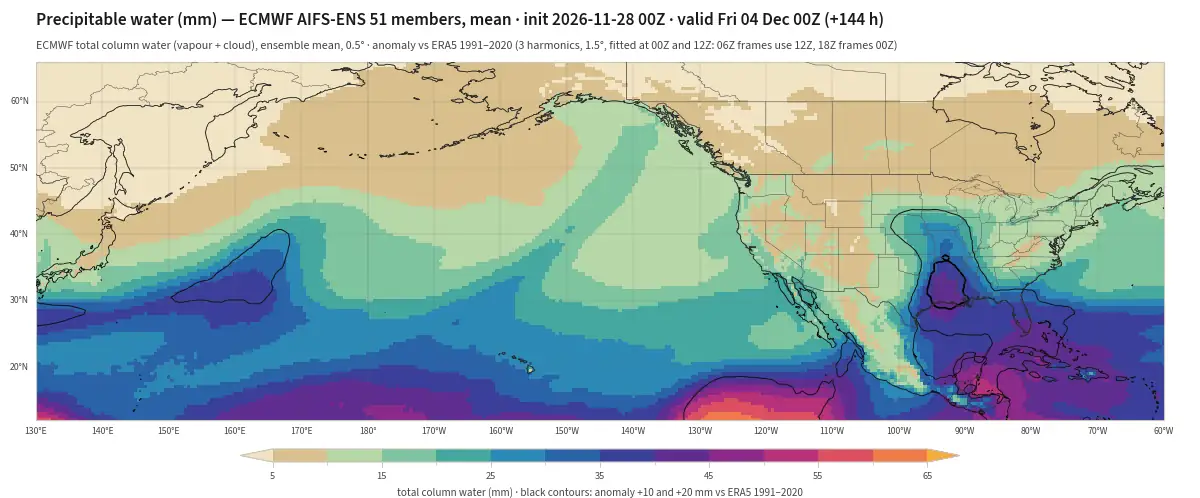 Precipitable water (mm) — ECMWF AIFS-ENS 51 members, mean · init 2026-11-28 00Z · valid Fri 04 Dec 00Z (+144 h)
ECMWF total column water (vapour + cloud), ensemble mean, 0.5° · anomaly vs ERA5 1991–2020 (3 harmonics, 1.5°, fitted at 00Z and 12Z: 06Z frames use 12Z, 18Z frames 00Z)
60°N
50°N
40°N
30°N
20°N
130°E 140°E 150°E 160°E 170°E 180° 170°W 160°W 150°W 140°W 130°W 120°W 110°W 100°W 90°W 80°W 70°W 60°W
5 15 25 35 45 55 65
total column water (mm) · black contours: anomaly +10 and +20 mm vs ERA5 1991–2020